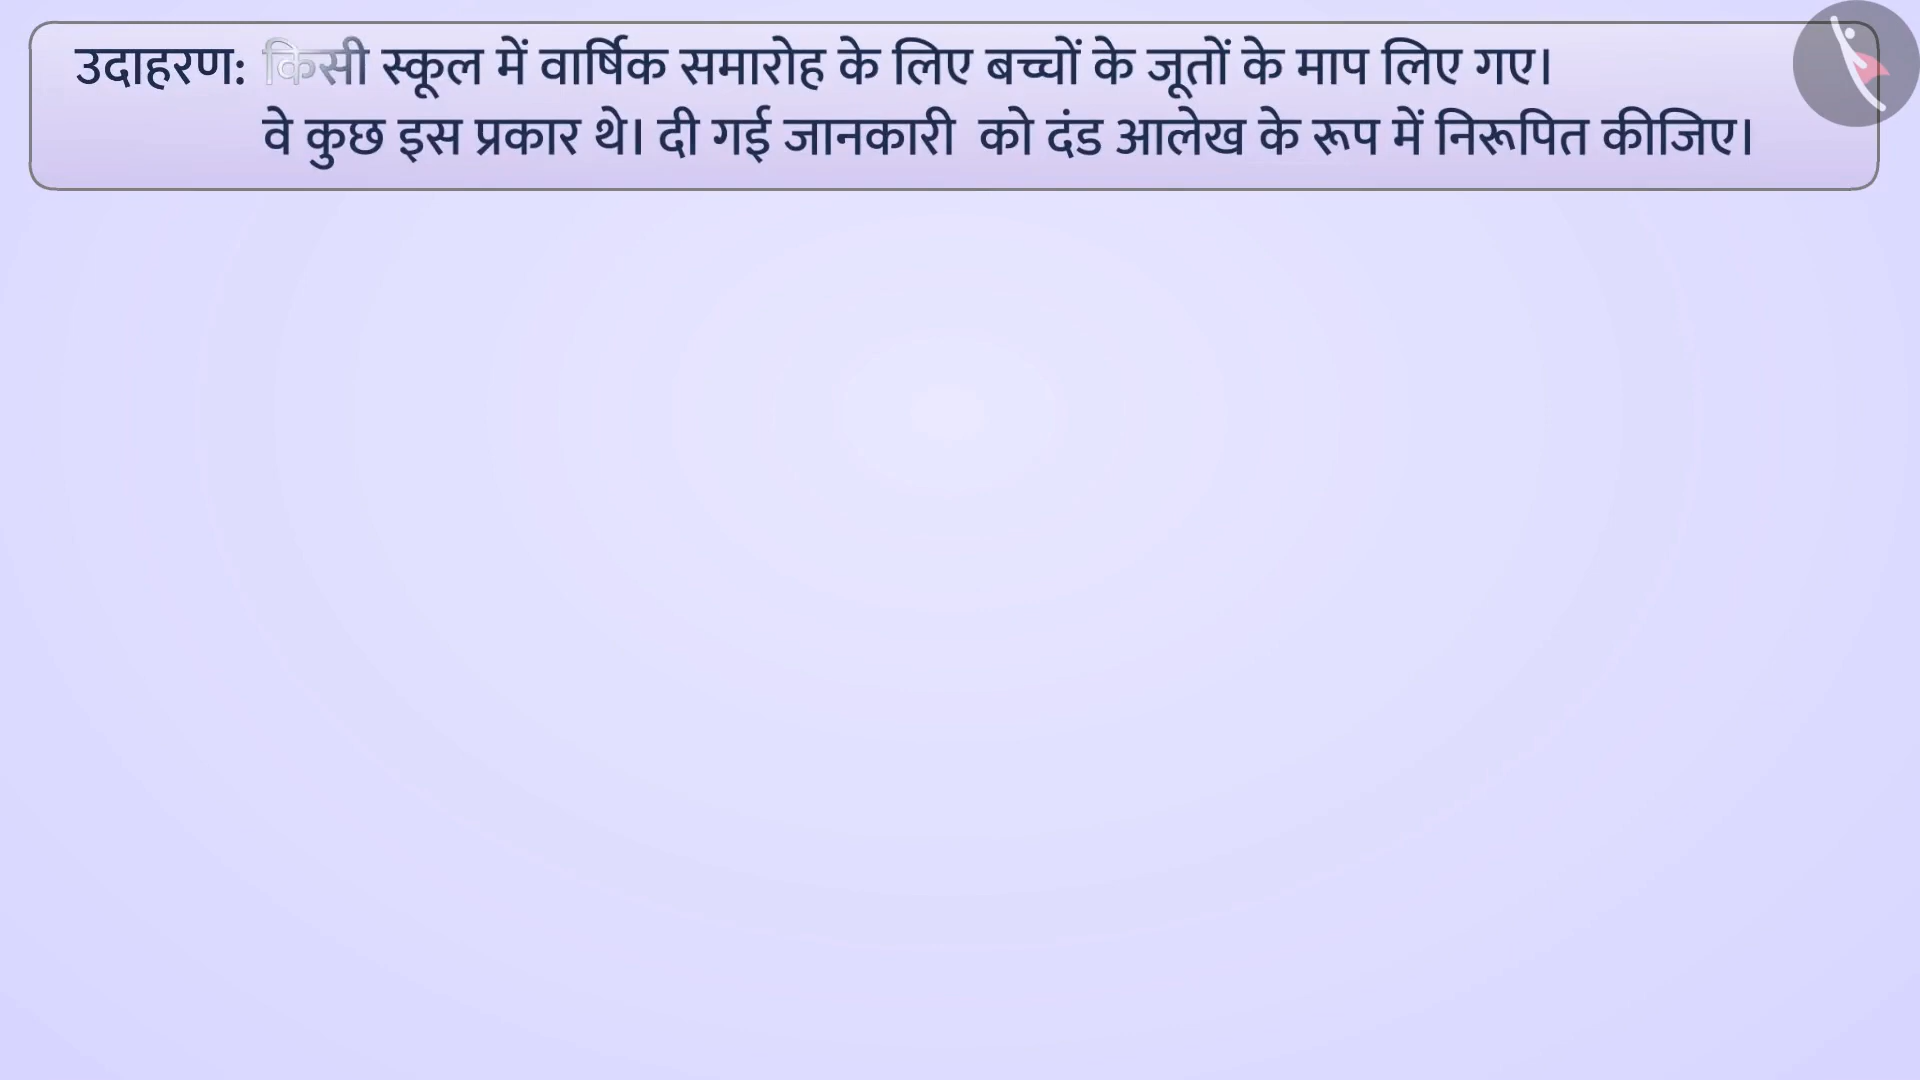 उदाहरण: किसी स्कूल में वार्षिक समारोह के लिए बच्चों के जूतों के माप लिए गए।
वे कुछ इस प्रकार थे। दी गई जानकारी को दंड आलेख के रूप में निरूपित कीजिए।